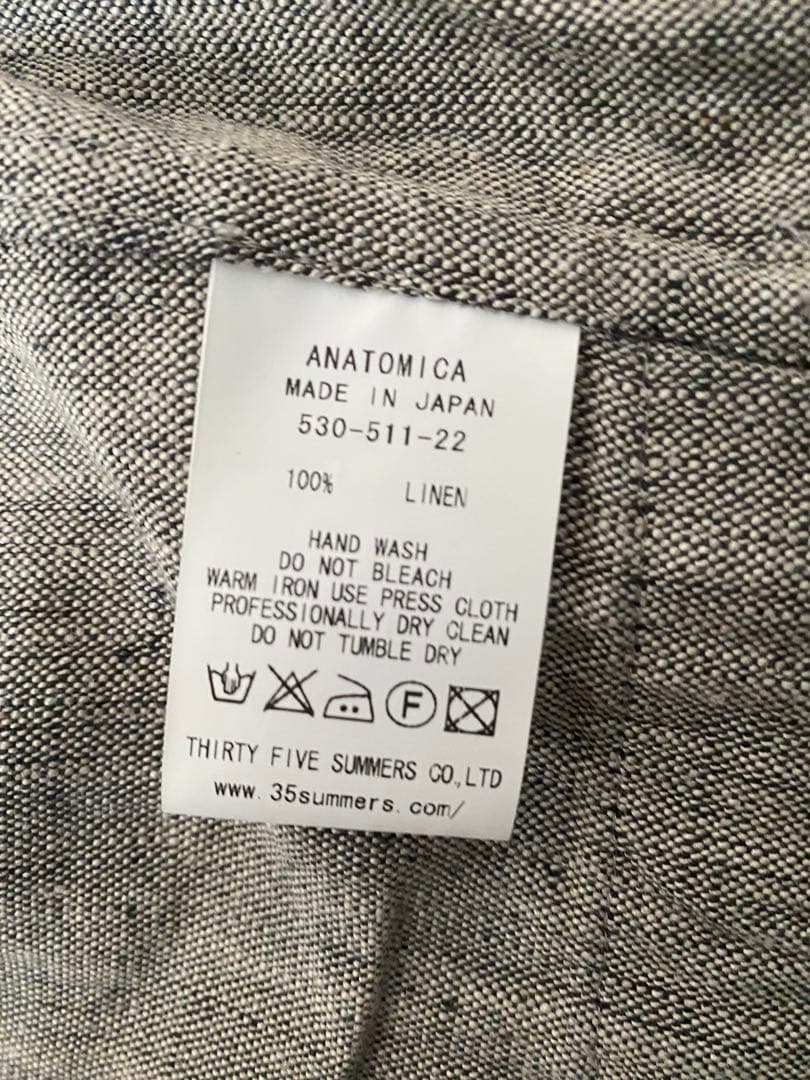 ANATOMICA
MADE IN JAPAN
530-511-22
100% LINEN
HAND WASH
DO NOT BLEACH
WARM IRON USE PRESS CLOTH
PROFESSIONALLY DRY CLEAN
DO NOT TUMBLE DRY
F
THIRTY FIVE SUMMERS CO.,LTD
www.35summers.com/